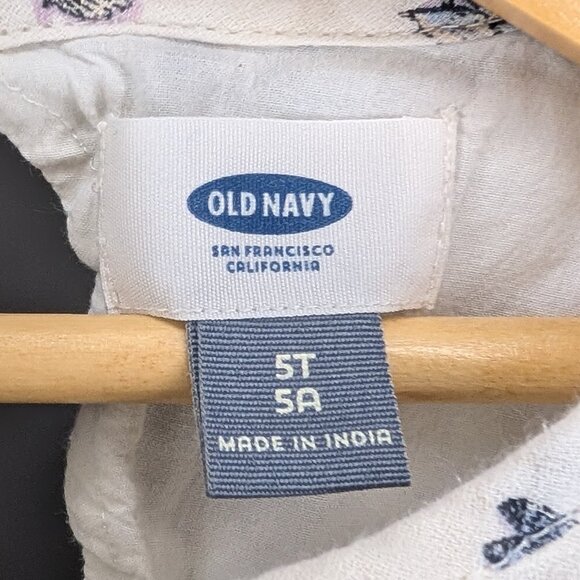 OLD NAVY
SAN FRANCISCO
CALIFORNIA
5T
5A
MADE IN INDIA